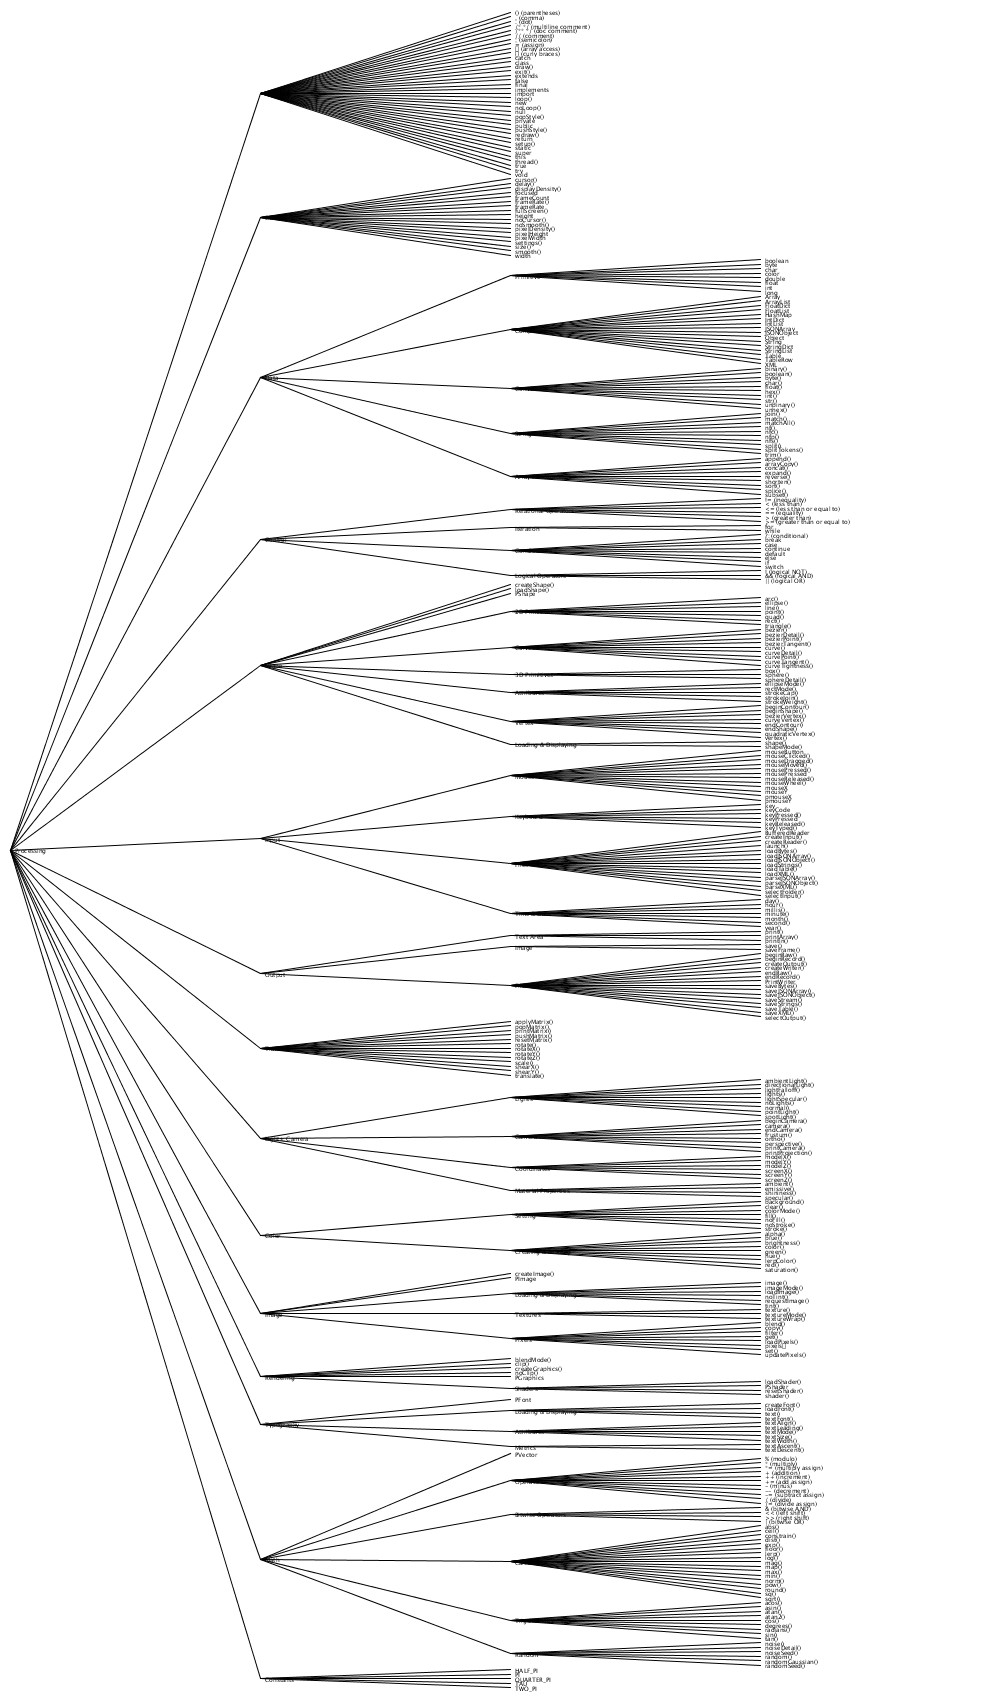 Processing
() (parentheses)
, (comma)
. (dot)
/* */ (multiline comment)
/** */ (doc comment)
// (comment)
; (semicolon)
= (assign)
[] (array access)
{} (curly braces)
catch
class
draw()
exit()
extends
false
final
implements
import
loop()
new
noLoop()
null
popStyle()
private
public
pushStyle()
redraw()
return
setup()
static
super
this
thread()
true
try
void
cursor()
delay()
displayDensity()
focused
frameCount
frameRate()
frameRate
fullScreen()
height
noCursor()
noSmooth()
pixelDensity()
pixelHeight
pixelWidth
settings()
size()
smooth()
width
Data
boolean
byte
char
color
double
float
int
long
Array
ArrayList
FloatDict
FloatList
HashMap
IntDict
IntList
JSONArray
JSONObject
Object
String
StringDict
StringList
Table
TableRow
XML
binary()
boolean()
byte()
char()
float()
hex()
int()
str()
unbinary()
unhex()
join()
match()
matchAll()
nf()
nfc()
nfp()
nfs()
split()
splitTokens()
trim()
append()
arrayCopy()
concat()
expand()
reverse()
shorten()
sort()
splice()
subset()
!= (inequality)
< (less than)
<= (less than or equal to)
== (equality)
> (greater than)
>= (greater than or equal to)
Iteration
for
while
?: (conditional)
break
case
continue
default
else
if
switch
Logical Operators
! (logical NOT)
&& (logical AND)
|| (logical OR)
createShape()
loadShape()
PShape
arc()
ellipse()
line()
point()
quad()
rect()
triangle()
bezier()
bezierDetail()
bezierPoint()
bezierTangent()
curve()
curveDetail()
curvePoint()
curveTangent()
curveTightness()
3D Primitives
box()
sphere()
sphereDetail()
ellipseMode()
rectMode()
strokeCap()
strokeJoin()
strokeWeight()
beginContour()
beginShape()
bezierVertex()
curveVertex()
endContour()
endShape()
quadraticVertex()
vertex()
Loading & Displaying
shape()
shapeMode()
Input
mouseButton
mouseClicked()
mouseDragged()
mouseMoved()
mousePressed()
mousePressed
mouseReleased()
mouseWheel()
mouseX
mouseY
pmouseX
pmouseY
key
keyCode
keyPressed()
keyPressed
keyReleased()
keyTyped()
BufferedReader
createInput()
createReader()
launch()
loadBytes()
loadJSONArray()
loadJSONObject()
loadStrings()
loadTable()
loadXML()
parseJSONArray()
parseJSONObject()
parseXML()
selectFolder()
selectInput()
day()
hour()
millis()
minute()
month()
second()
year()
Output
Text Area
print()
printArray()
println()
Image
save()
saveFrame()
beginRaw()
beginRecord()
createOutput()
createWriter()
endRaw()
endRecord()
PrintWriter
saveBytes()
saveJSONArray()
saveJSONObject()
saveStream()
saveStrings()
saveTable()
saveXML()
selectOutput()
applyMatrix()
popMatrix()
printMatrix()
pushMatrix()
resetMatrix()
rotate()
rotateX()
rotateY()
rotateZ()
scale()
shearX()
shearY()
translate()
Lights, Camera
Lights
ambientLight()
directionalLight()
lightFalloff()
lights()
lightSpecular()
noLights()
normal()
pointLight()
spotLight()
beginCamera()
camera()
endCamera()
frustum()
ortho()
perspective()
printCamera()
printProjection()
Coordinates
modelX()
modelY()
modelZ()
screenX()
screenY()
screenZ()
Material Properties
ambient()
emissive()
shininess()
specular()
Color
Setting
background()
clear()
colorMode()
fill()
noFill()
noStroke()
stroke()
alpha()
blue()
brightness()
color()
green()
hue()
lerpColor()
red()
saturation()
Image
createImage()
PImage
Loading & Displaying
image()
imageMode()
loadImage()
noTint()
requestImage()
tint()
Textures
texture()
textureMode()
textureWrap()
Pixels
blend()
copy()
filter()
get()
loadPixels()
pixels[]
set()
updatePixels()
Rendering
blendMode()
clip()
createGraphics()
noClip()
PGraphics
Shaders
loadShader()
PShader
resetShader()
shader()
Typography
PFont
Loading & Displaying
createFont()
loadFont()
text()
textFont()
textAlign()
textLeading()
textMode()
textSize()
textWidth()
Metrics
textAscent()
textDescent()
PVector
% (modulo)
* (multiply)
*= (multiply assign)
+ (addition)
++ (increment)
+= (add assign)
- (minus)
-- (decrement)
-= (subtract assign)
/ (divide)
/= (divide assign)
& (bitwise AND)
<< (left shift)
>> (right shift)
| (bitwise OR)
abs()
ceil()
constrain()
dist()
exp()
floor()
lerp()
log()
mag()
map()
max()
min()
norm()
pow()
round()
sq()
sqrt()
acos()
asin()
atan()
atan2()
cos()
degrees()
radians()
sin()
tan()
Random
noise()
noiseDetail()
noiseSeed()
random()
randomGaussian()
randomSeed()
Constants
HALF_PI
PI
QUARTER_PI
TAU
TWO_PI